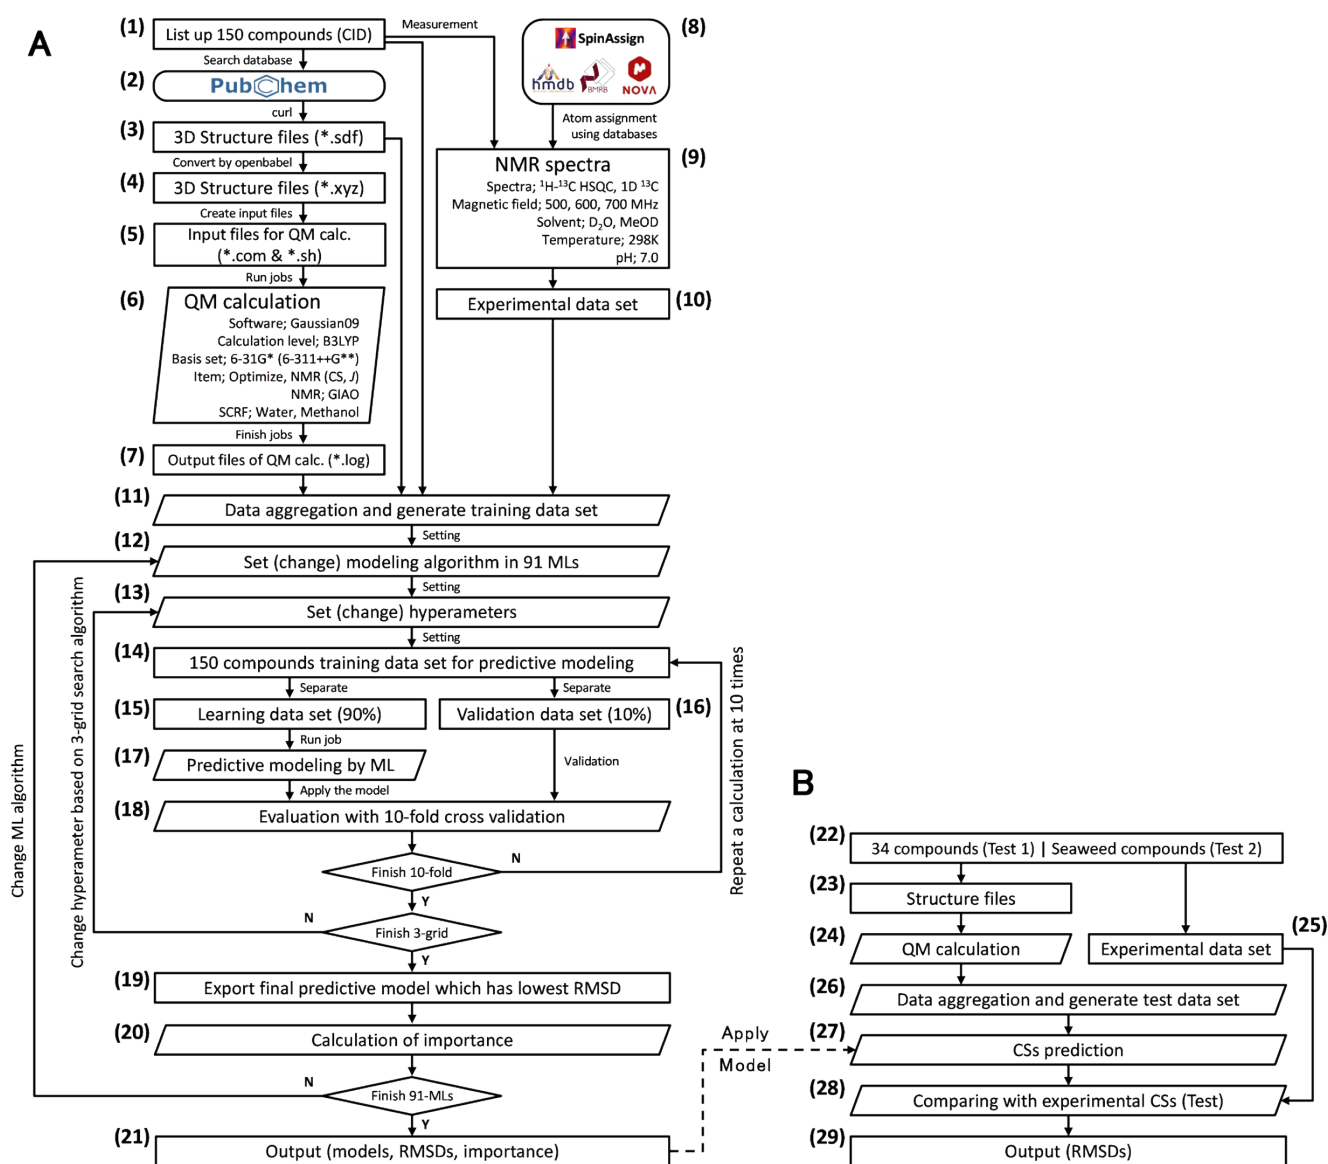 A
(1)
List up 150 compounds (CID)
Measurement
Search database
(2)
PubChem
curl
(3)
3D Structure files (*.sdf)
Convert by openbabel
(4)
3D Structure files (*.xyz)
Create input files
(5)
Input files for QM calc.
(*.com & *.sh)
Run jobs
(6)
QM calculation
Software; Gaussian09
Calculation level; B3LYP
Basis set; 6-31G* (6-311++G**)
Item; Optimize, NMR (CS, J)
NMR; GIAO
SCRF; Water, Methanol
Finish jobs
(7)
Output files of QM calc. (*.log)
(8)
SpinAssign
hmdb
BMRB
NOVA
Atom assignment
using databases
(9)
NMR spectra
Spectra; ¹H-¹³C HSQC, 1D ¹³C
Magnetic field; 500, 600, 700 MHz
Solvent; D₂O, MeOD
Temperature; 298K
pH; 7.0
Experimental data set
(10)
(11)
Data aggregation and generate training data set
Setting
(12)
Set (change) modeling algorithm in 91 MLs
Setting
(13)
Set (change) hyperameters
Setting
(14)
150 compounds training data set for predictive modeling
Separate
Separate
(15)
Learning data set (90%)
Validation data set (10%)
(16)
Run job
(17)
Predictive modeling by ML
Validation
Apply the model
(18)
Evaluation with 10-fold cross validation
Finish 10-fold
N
Y
Repeat a calculation at 10 times
Finish 3-grid
N
Y
Change hyperameter based on 3-grid search algorithm
Change ML algorithm
(19)
Export final predictive model which has lowest RMSD
(20)
Calculation of importance
Finish 91-MLs
N
Y
(21)
Output (models, RMSDs, importance)
Apply
Model
B
(22)
34 compounds (Test 1) | Seaweed compounds (Test 2)
(23)
Structure files
(24)
QM calculation
(25)
Experimental data set
(26)
Data aggregation and generate test data set
(27)
CSs prediction
(28)
Comparing with experimental CSs (Test)
(29)
Output (RMSDs)